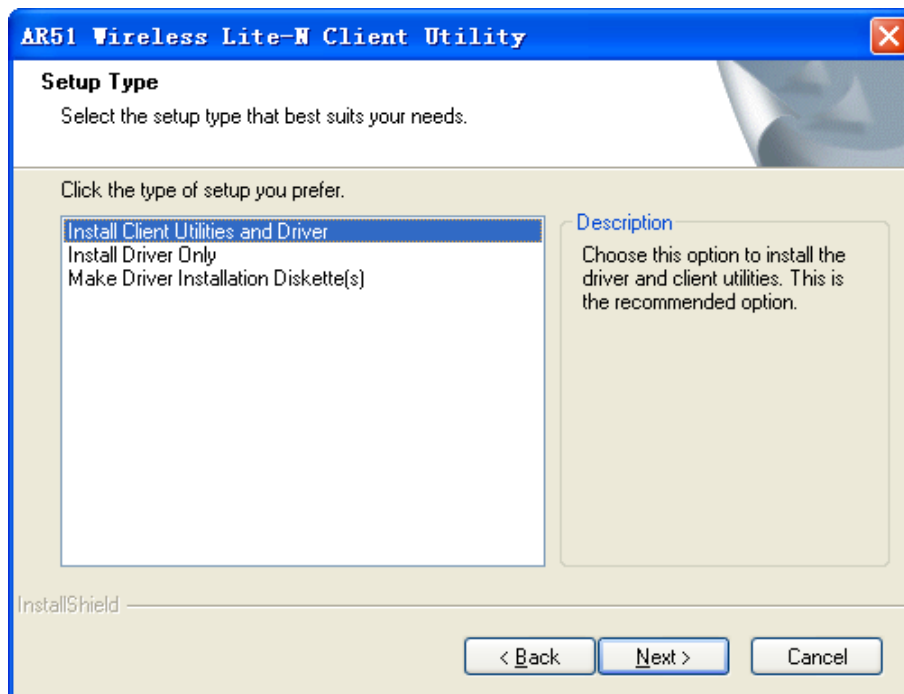 AR51 Wireless Lite-N Client Utility
Setup Type
Select the setup type that best suits your needs.
Click the type of setup you prefer.
Install Client Utilities and Driver
Install Driver Only
Make Driver Installation Diskette(s)
Description
Choose this option to install the
driver and client utilities. This is
the recommended option.
InstallShield
< Back
Next >
Cancel